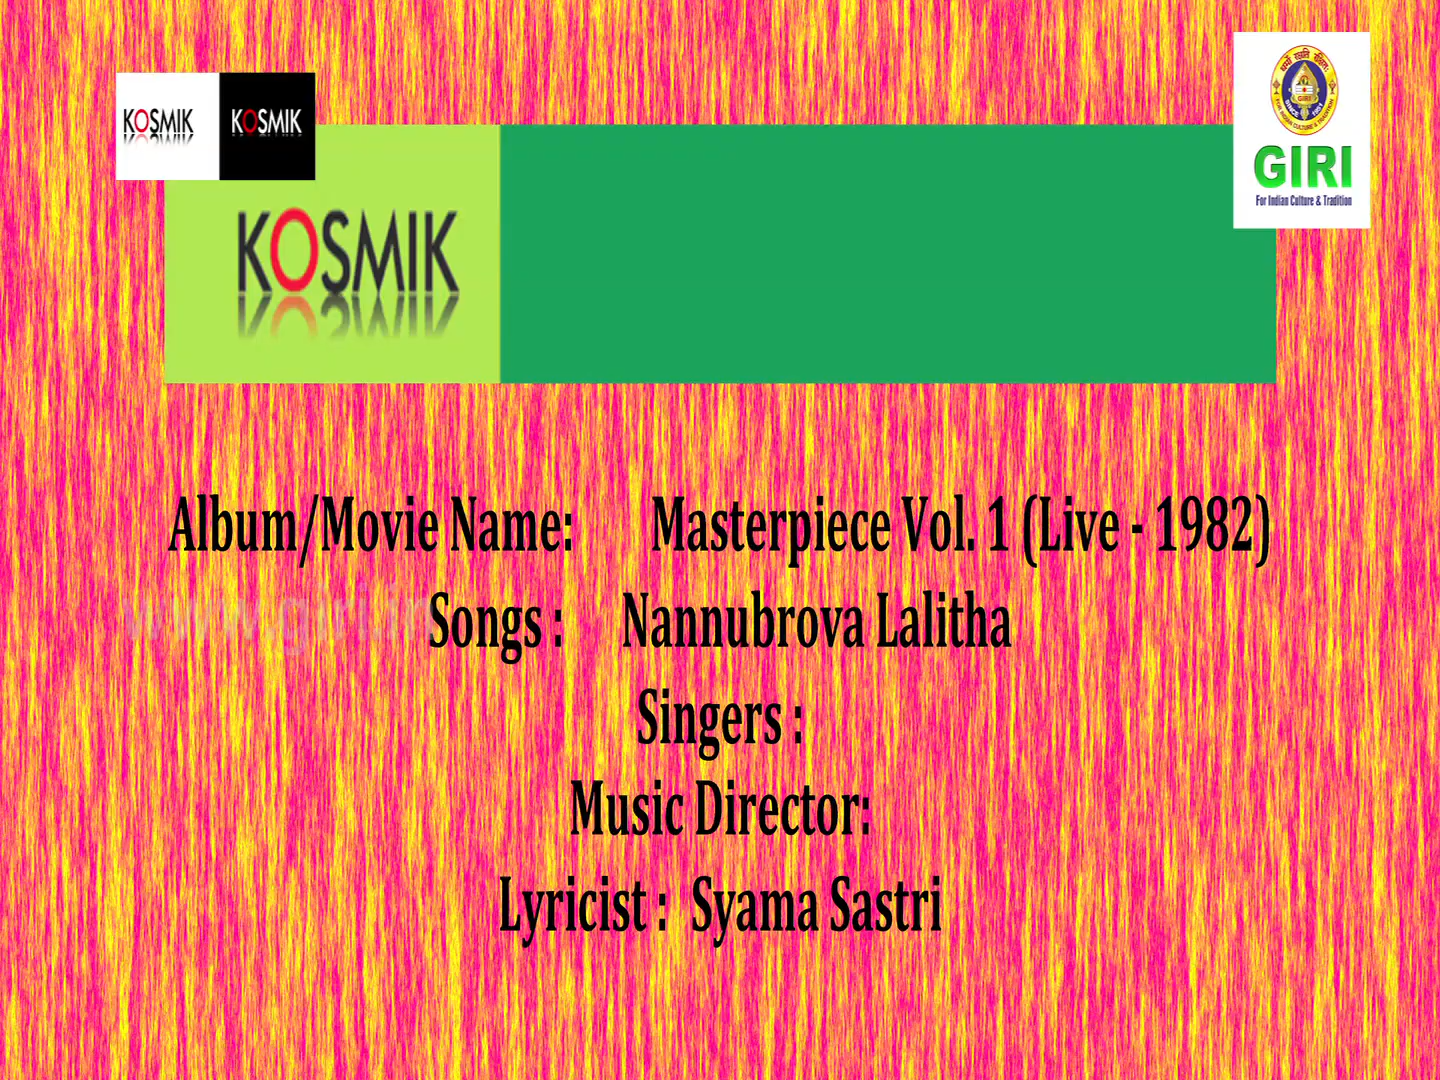 KOSMIK KOSMIK
GIRI
GIRI
For Indian Culture & Tradition
KOSMIK
Album/Movie Name: Masterpiece Vol. 1 (Live - 1982)
www.giri.in
Songs : Nannubrova Lalitha
Singers :
Music Director:
Lyricist : Syama Sastri